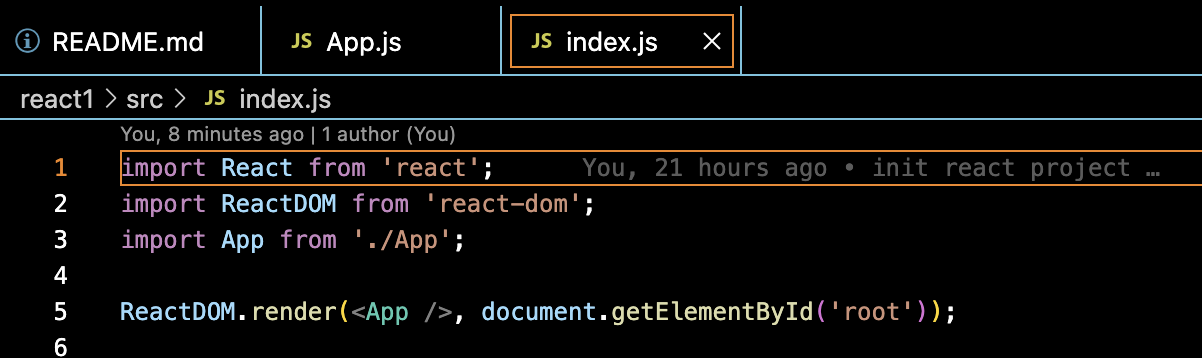 README.md JS App.js JS index.js
react1 > src > JS index.js
You, 8 minutes ago | 1 author (You)
1 import React from 'react'; You, 21 hours ago • init react project …
2 import ReactDOM from 'react-dom';
3 import App from './App';
4
5 ReactDOM.render(<App />, document.getElementById('root'));
6